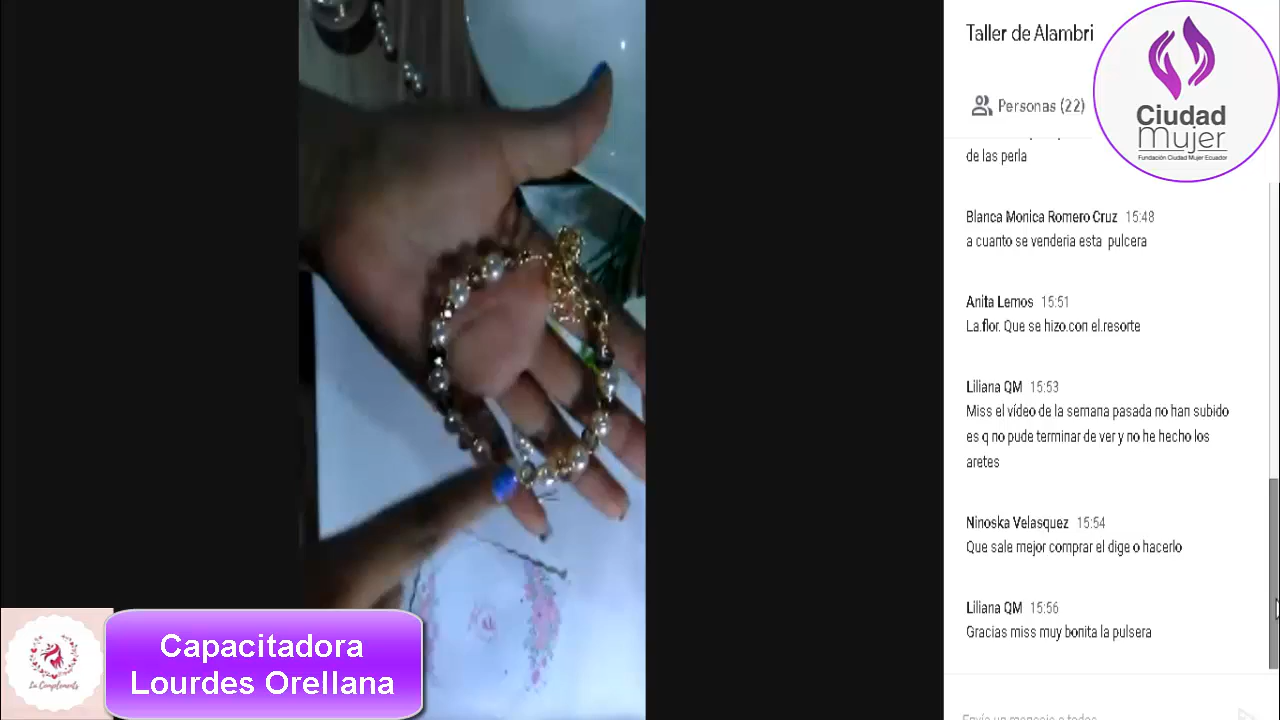 Taller de Alambri
Personas (22)
de las perla
Blanca Monica Romero Cruz 15:48
a cuanto se venderia esta pulcera
Anita Lemos 15:51
La.flor. Que se hizo.con el.resorte
Liliana QM 15:53
Miss el vídeo de la semana pasada no han subido
es q no pude terminar de ver y no he hecho los
aretes
Ninoska Velasquez 15:54
Que sale mejor comprar el dige o hacerlo
Liliana QM 15:56
Gracias miss muy bonita la pulsera
Ciudad
Mujer
Fundación Ciudad Mujer Ecuador
Capacitadora
Lourdes Orellana